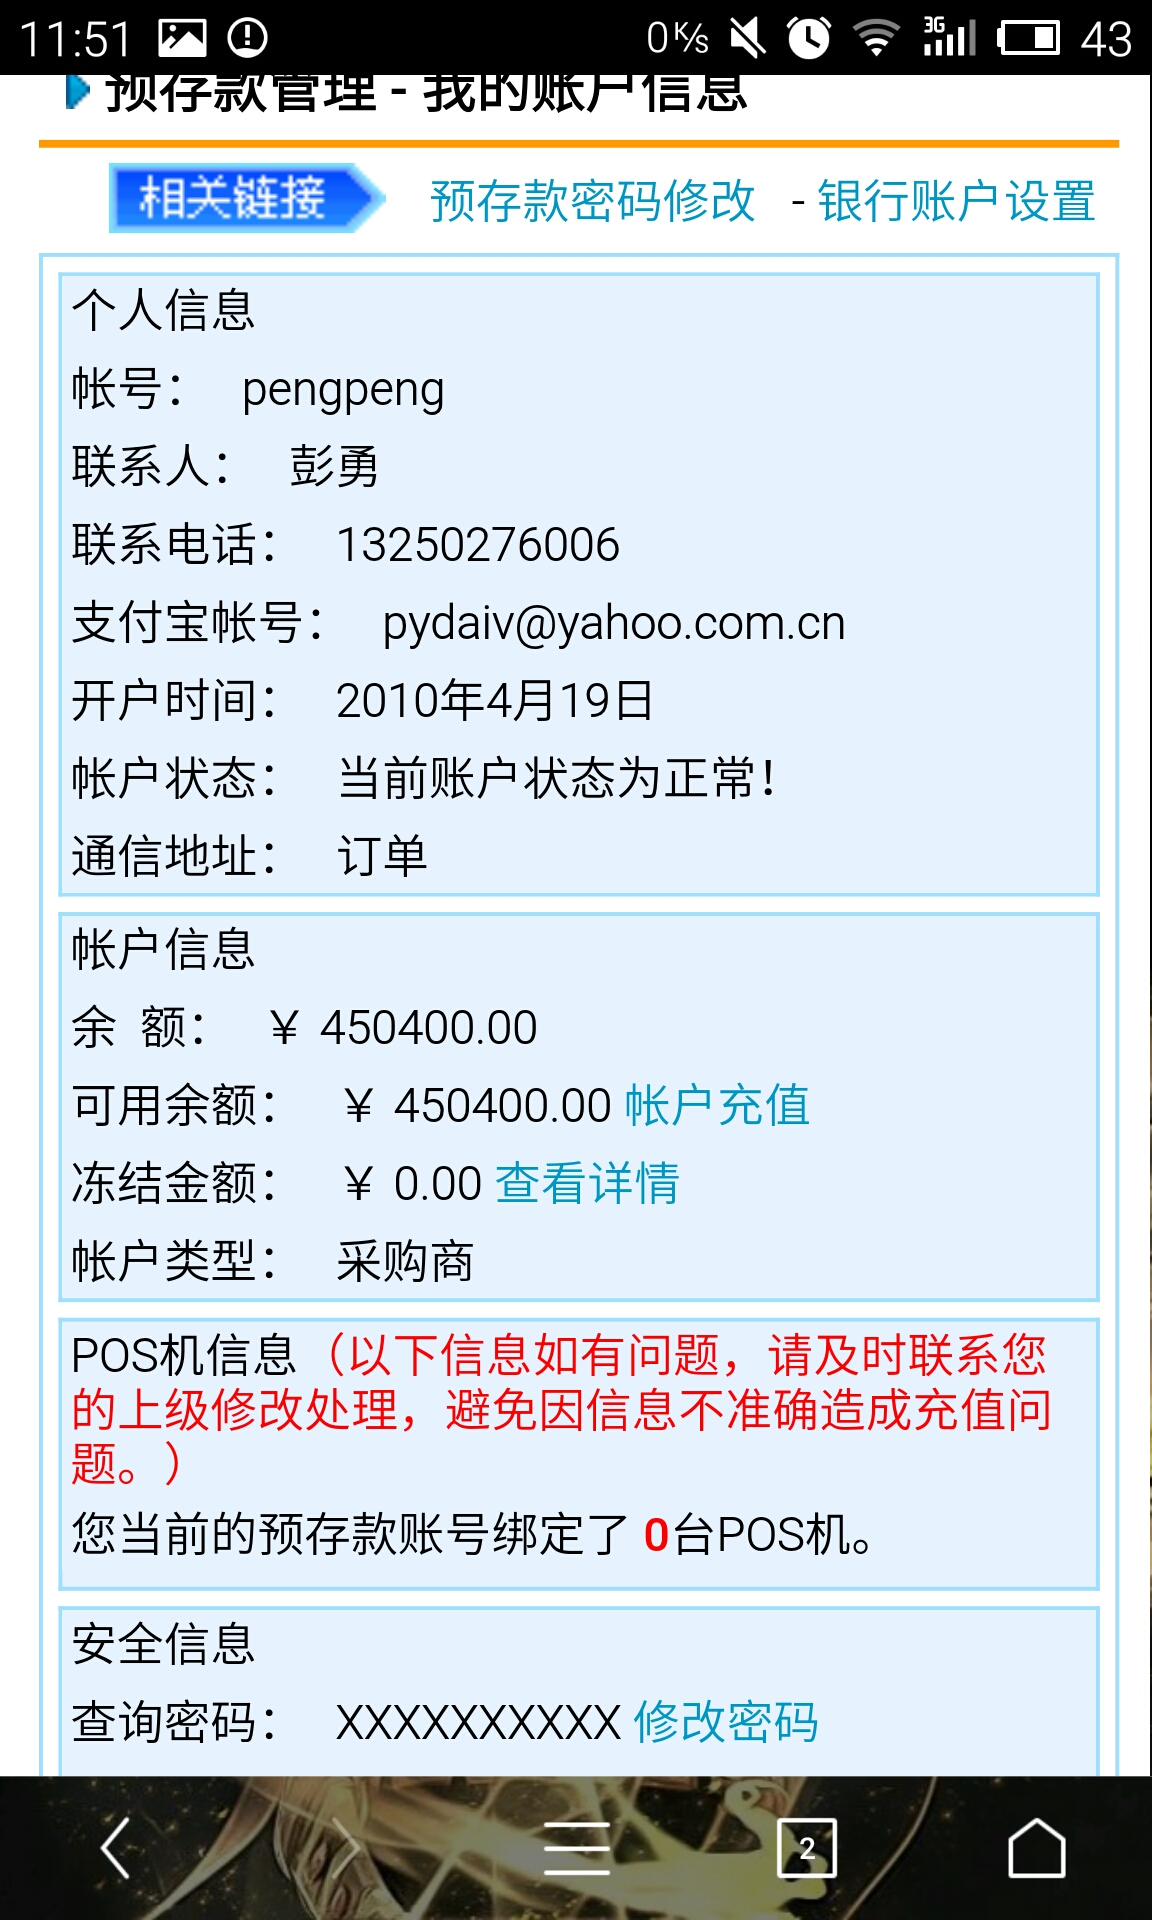 11:51 0 K/s 3G 43
预存款管理 - 我的账户信息
相关链接 预存款密码修改 - 银行账户设置
个人信息
帐号： pengpeng
联系人： 彭勇
联系电话： 13250276006
支付宝帐号： pydaiv@yahoo.com.cn
开户时间： 2010年4月19日
帐户状态： 当前账户状态为正常！
通信地址： 订单
帐户信息
余 额： ￥ 450400.00
可用余额： ￥ 450400.00 帐户充值
冻结金额： ￥ 0.00 查看详情
帐户类型： 采购商
POS机信息（以下信息如有问题，请及时联系您
的上级修改处理，避免因信息不准确造成充值问
题。）
您当前的预存款账号绑定了 0台POS机。
安全信息
查询密码： XXXXXXXXXX 修改密码
2